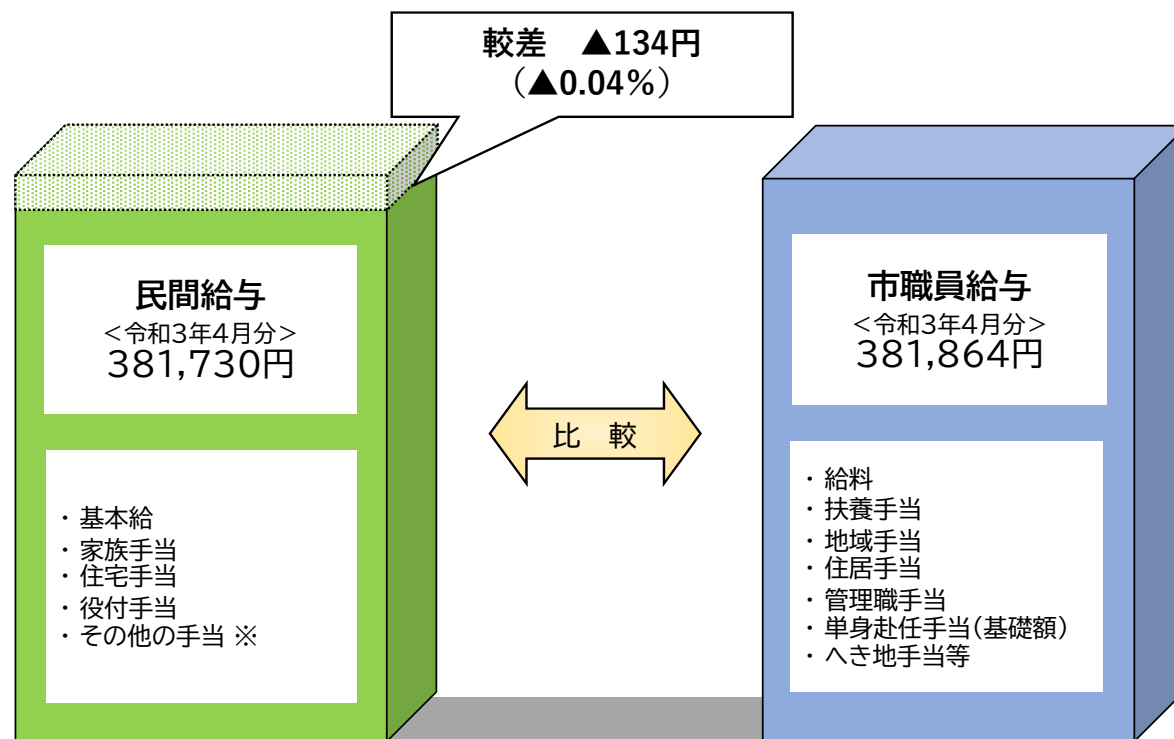 較差　▲134円
（▲0.04％）
民間給与
＜令和3年4月分＞
381,730円
・基本給
・家族手当
・住宅手当
・役付手当
・その他の手当 ※
比　較
市職員給与
＜令和3年4月分＞
381,864円
・給料
・扶養手当
・地域手当
・住居手当
・管理職手当
・単身赴任手当（基礎額）
・へき地手当等